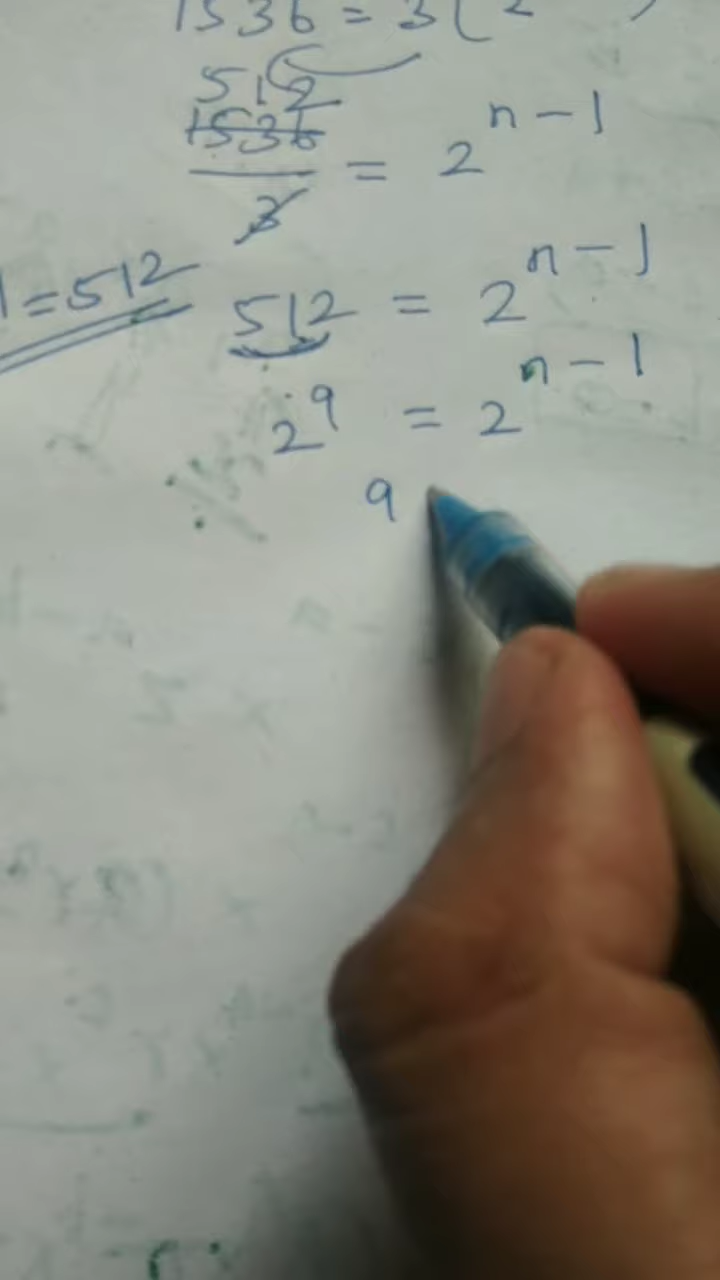 1536 = 3(2
512
1536
3
= 2^{n-1}
1 = 512
512 = 2^{n-1}
2^9 = 2^{n-1}
9